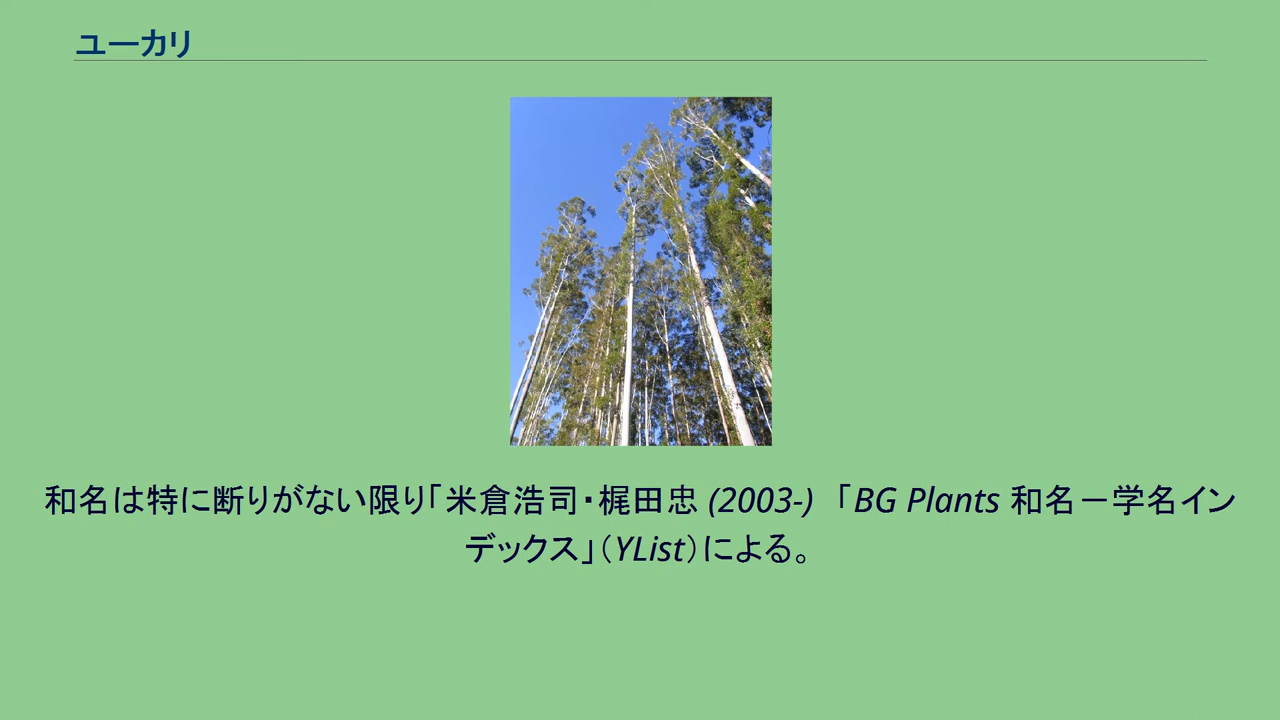 ユーカリ
和名は特に断りがない限り「米倉浩司・梶田忠 (2003-) 「BG Plants 和名－学名イン
デックス」（YList）による。